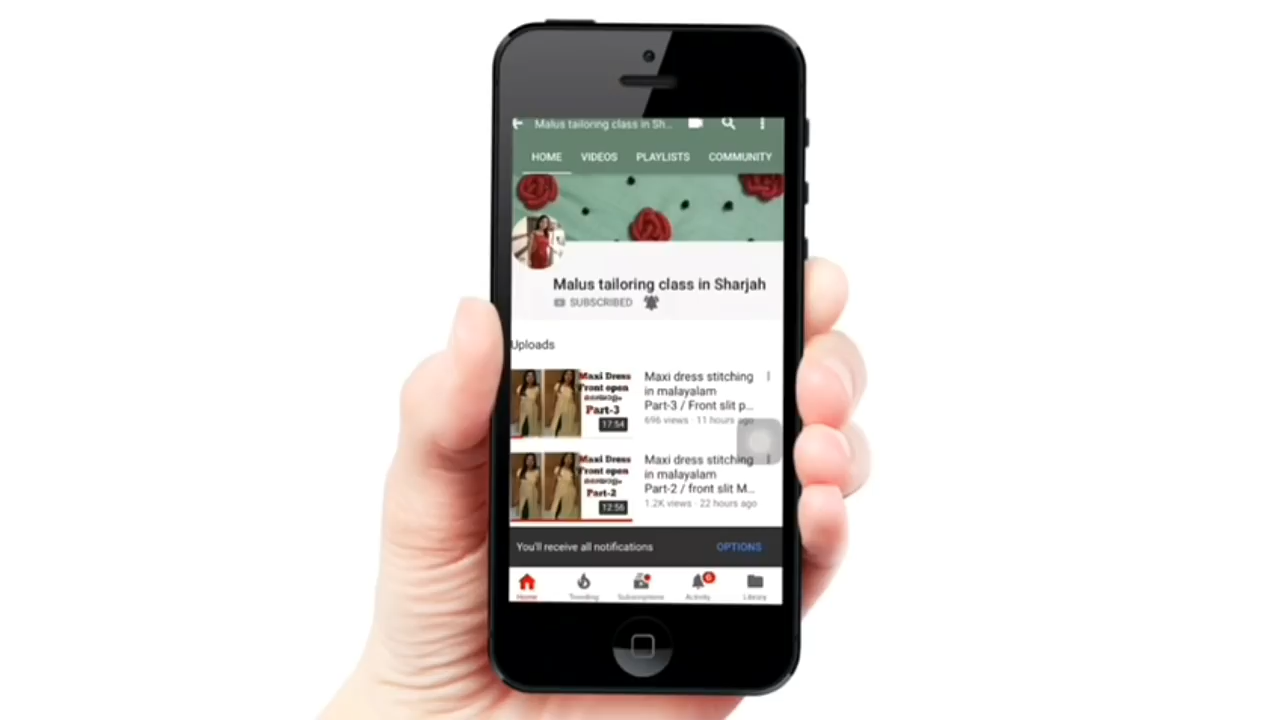 Malus tailoring class in Sh...
HOME VIDEOS PLAYLISTS COMMUNITY
Malus tailoring class in Sharjah
SUBSCRIBED
Uploads
Maxi Dress
Front open
Part-3
17:54
Maxi dress stitching
in malayalam
Part-3 / Front slit p...
696 views · 11 hours ago
Maxi Dress
Front open
Part-2
12:56
Maxi dress stitching
in malayalam
Part-2 / front slit M...
1.2K views · 22 hours ago
You'll receive all notifications OPTIONS
6
Home Trending Subscriptions Activity Library